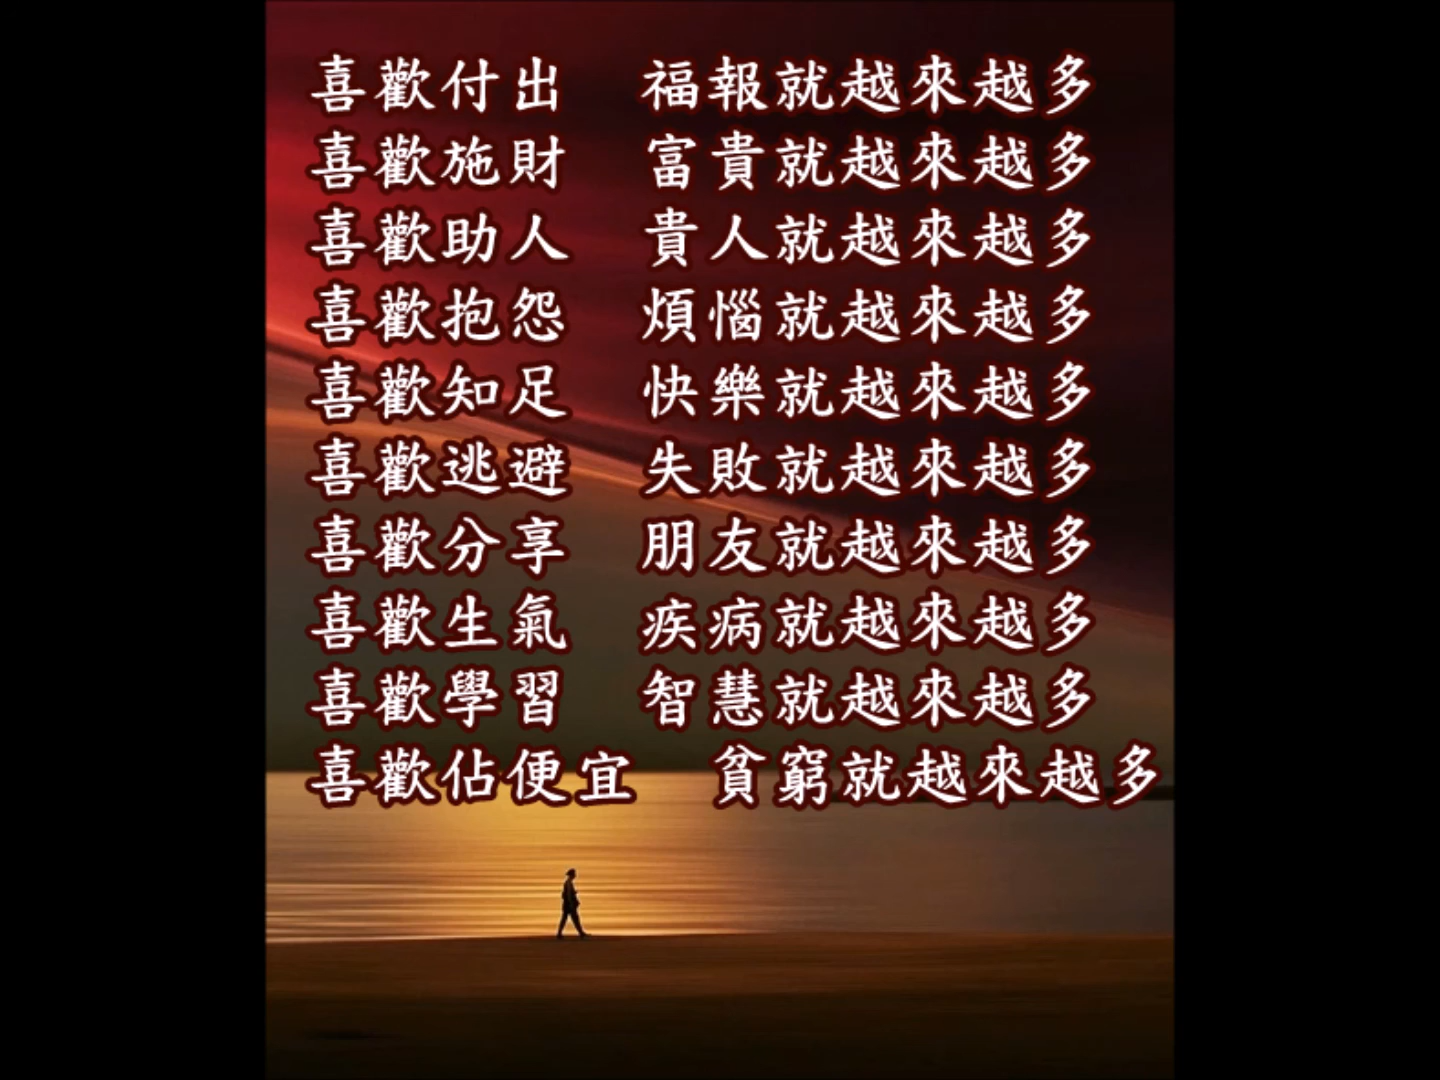 喜歡付出 福報就越來越多
喜歡施財 富貴就越來越多
喜歡助人 貴人就越來越多
喜歡抱怨 煩惱就越來越多
喜歡知足 快樂就越來越多
喜歡逃避 失敗就越來越多
喜歡分享 朋友就越來越多
喜歡生氣 疾病就越來越多
喜歡學習 智慧就越來越多
喜歡佔便宜 貧窮就越來越多